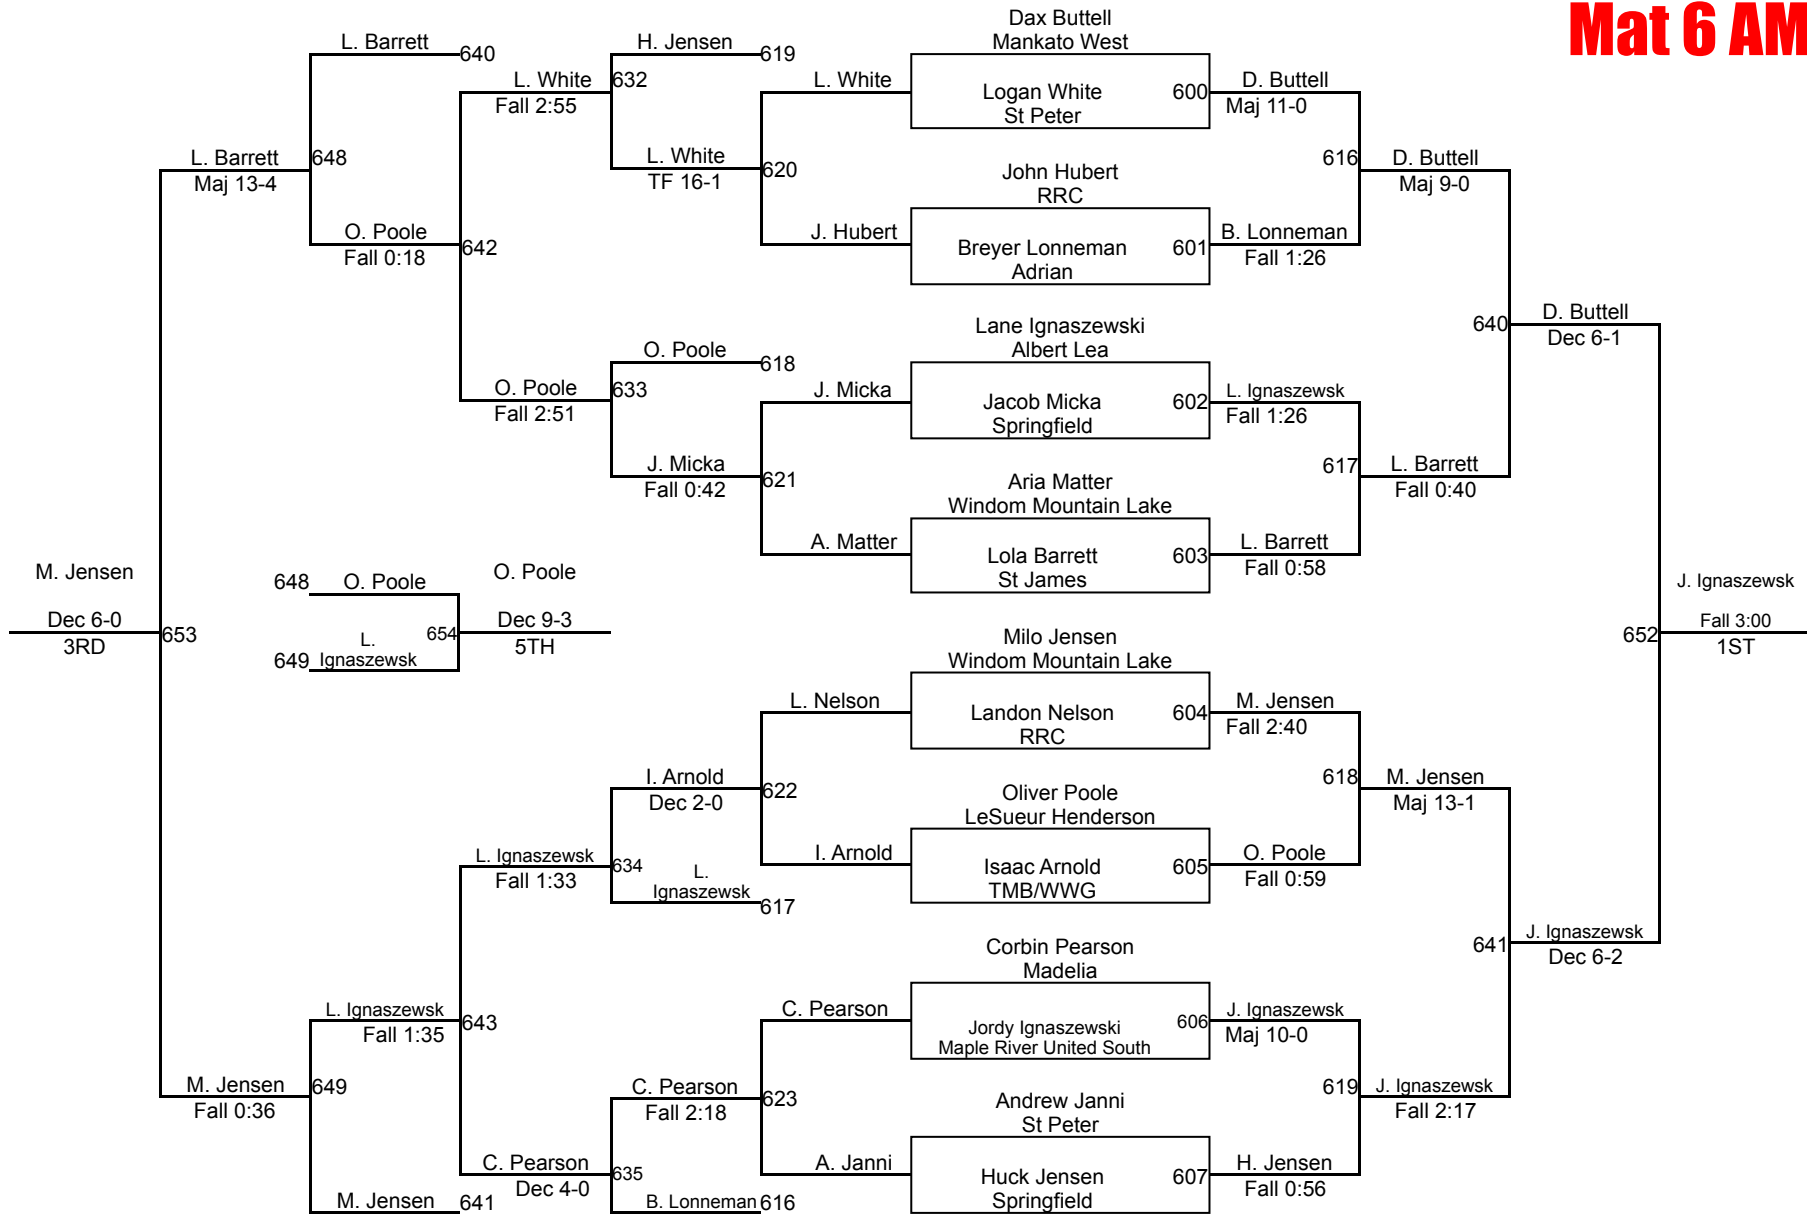 Mat 6 AM
Dax Buttell
Mankato West
L. Barrett
640
H. Jensen
619
L. White
632
Fall 2:55
L. White
Logan White
St Peter
600
D. Buttell
Maj 11-0
L. Barrett
648
Maj 13-4
L. White
620
TF 16-1
John Hubert
RRC
616
D. Buttell
Maj 9-0
O. Poole
642
Fall 0:18
J. Hubert
Breyer Lonneman
Adrian
601
B. Lonneman
Fall 1:26
Lane Ignaszewski
Albert Lea
640
D. Buttell
Dec 6-1
O. Poole
618
O. Poole
633
Fall 2:51
J. Micka
Jacob Micka
Springfield
602
L. Ignaszewsk
Fall 1:26
J. Micka
621
Fall 0:42
Aria Matter
Windom Mountain Lake
617
L. Barrett
Fall 0:40
A. Matter
Lola Barrett
St James
603
L. Barrett
Fall 0:58
M. Jensen
Dec 6-0
3RD
653
648
O. Poole
O. Poole
L.
Ignaszewsk
649
654
Dec 9-3
5TH
J. Ignaszewsk
652
Fall 3:00
1ST
Milo Jensen
Windom Mountain Lake
L. Nelson
Landon Nelson
RRC
604
M. Jensen
Fall 2:40
I. Arnold
622
Dec 2-0
Oliver Poole
LeSueur Henderson
618
M. Jensen
Maj 13-1
L. Ignaszewsk
634
Fall 1:33
L.
Ignaszewsk
617
I. Arnold
Isaac Arnold
TMB/WWG
605
O. Poole
Fall 0:59
Corbin Pearson
Madelia
641
J. Ignaszewsk
Dec 6-2
L. Ignaszewsk
643
Fall 1:35
C. Pearson
Jordy Ignaszewski
Maple River United South
606
J. Ignaszewsk
Maj 10-0
M. Jensen
649
Fall 0:36
C. Pearson
623
Fall 2:18
Andrew Janni
St Peter
619
J. Ignaszewsk
Fall 2:17
C. Pearson
635
Dec 4-0
A. Janni
Huck Jensen
Springfield
607
H. Jensen
Fall 0:56
M. Jensen
641
B. Lonneman
616